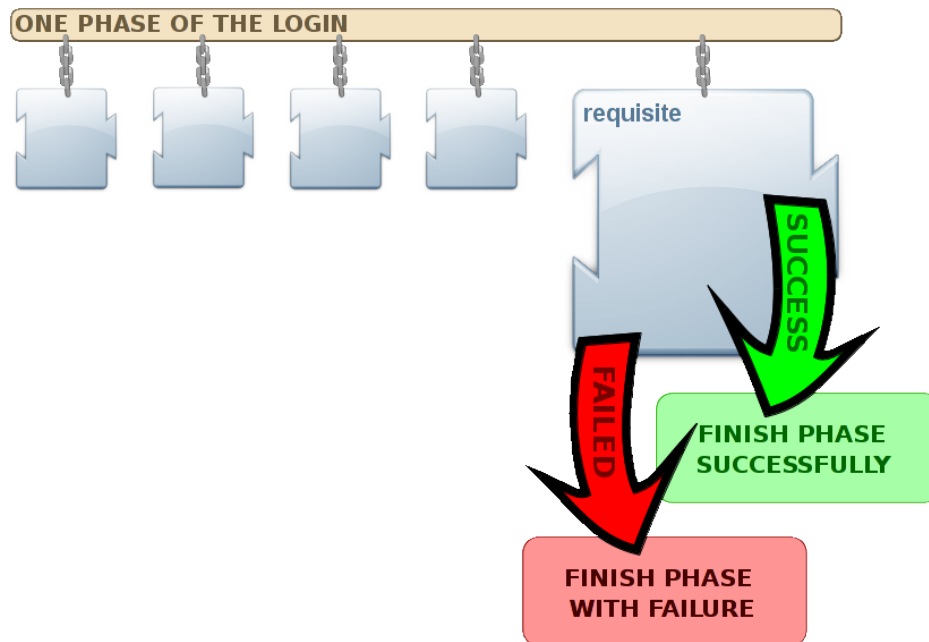 ONE PHASE OF THE LOGIN
requisite
SUCCESS
FAILED
FINISH PHASE
SUCCESSFULLY
FINISH PHASE
WITH FAILURE